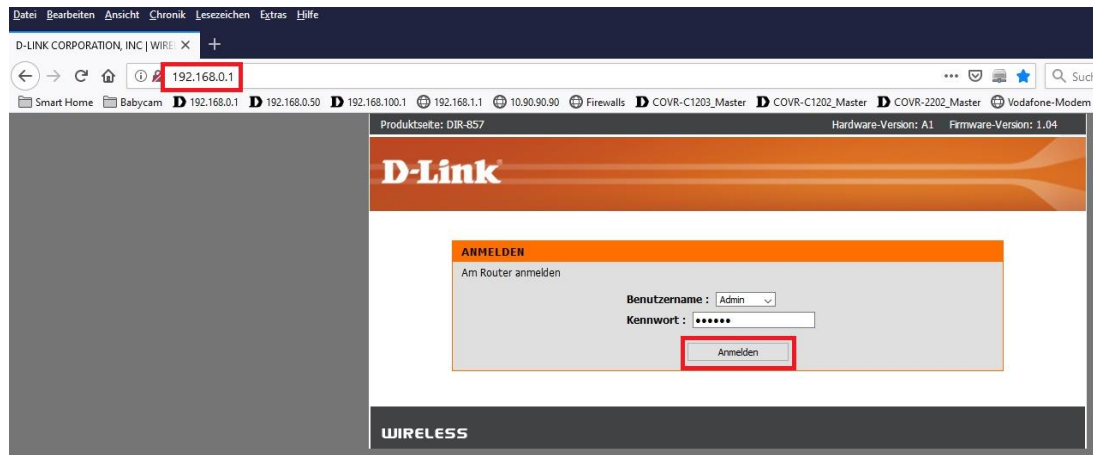 Datei Bearbeiten Ansicht Chronik Lesezeichen Extras Hilfe
D-LINK CORPORATION, INC | WIRE
192.168.0.1
Smart Home Babycam 192.168.0.1 192.168.0.50 192.168.100.1 192.168.1.1 10.90.90.90 Firewalls COVR-C1203_Master COVR-C1202_Master COVR-2202_Master Vodafone-Modem
Produktseite: DIR-857 Hardware-Version: A1 Firmware-Version: 1.04
D-Link
ANMELDEN
Am Router anmelden
Benutzername : Admin
Kennwort : ••••••
Anmelden
WIRELESS